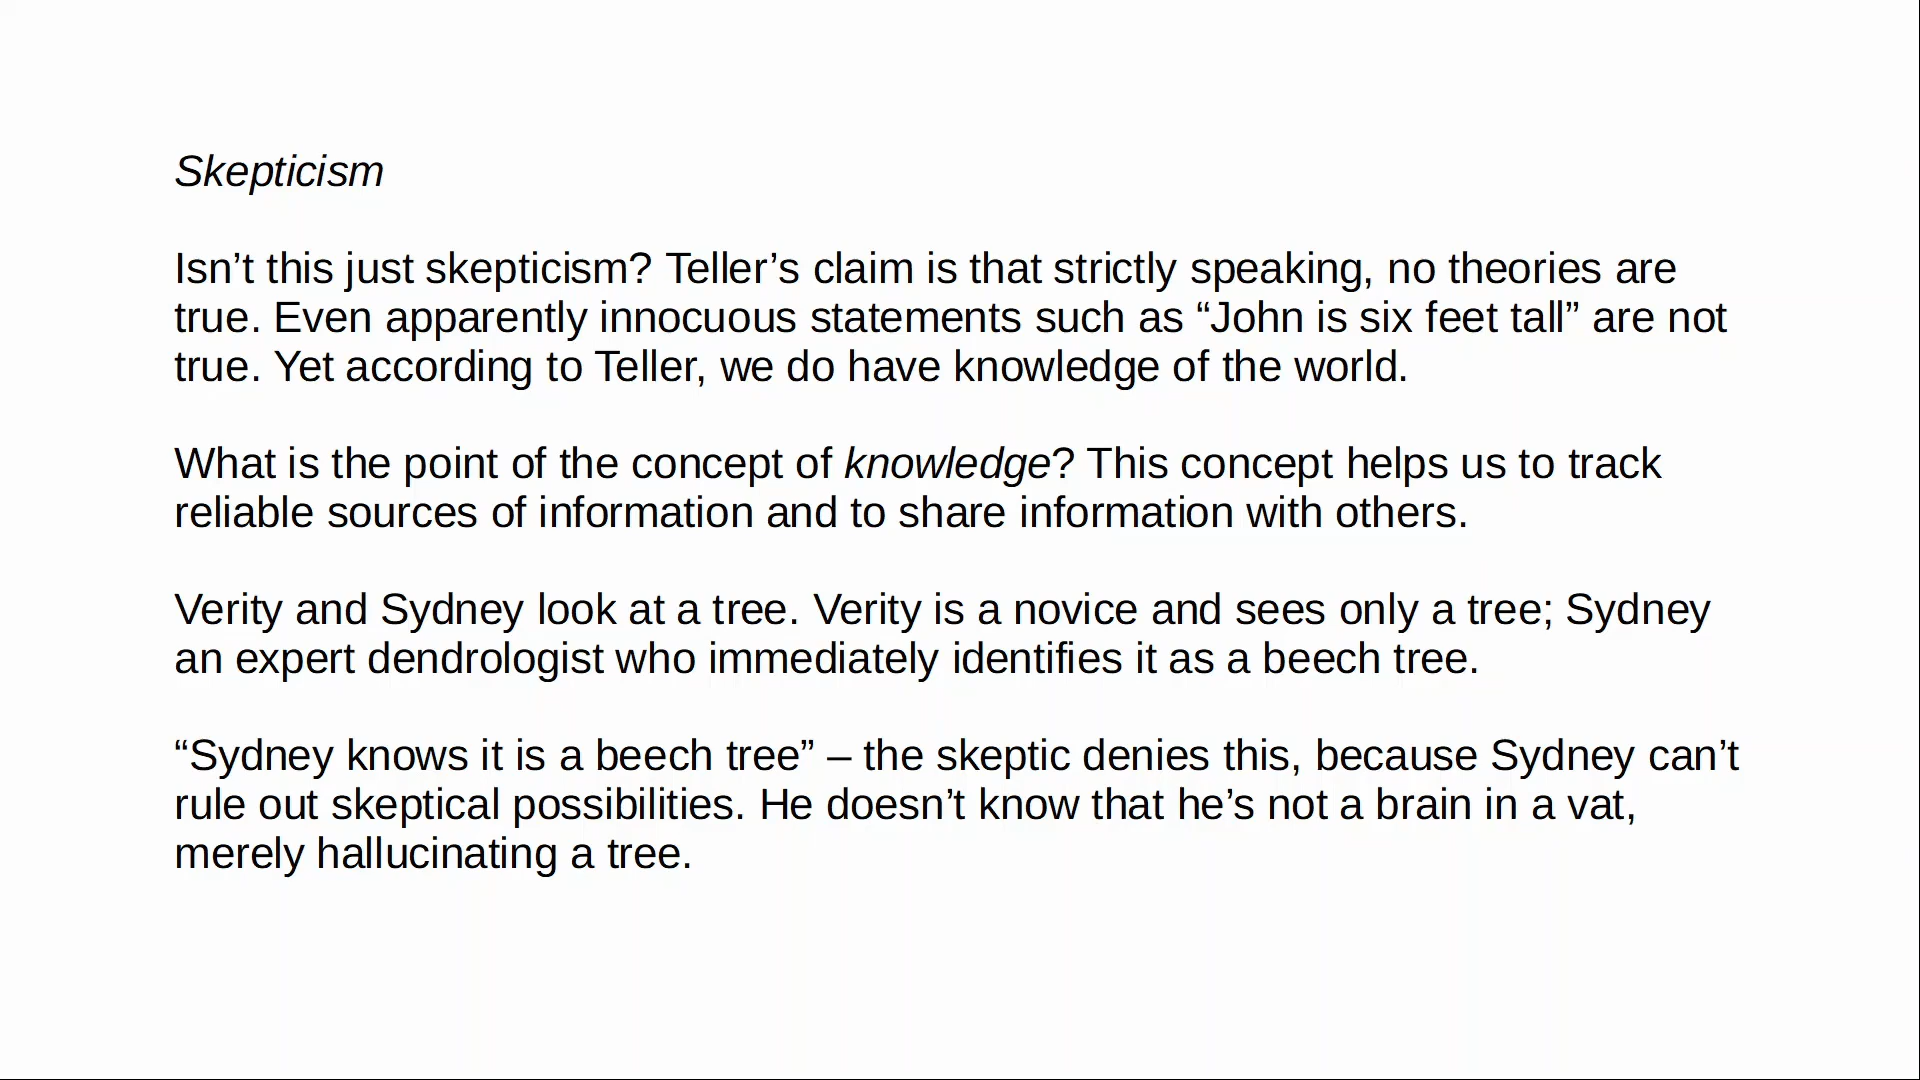 Skepticism
Isn’t this just skepticism? Teller’s claim is that strictly speaking, no theories are
true. Even apparently innocuous statements such as “John is six feet tall” are not
true. Yet according to Teller, we do have knowledge of the world.
What is the point of the concept of knowledge? This concept helps us to track
reliable sources of information and to share information with others.
Verity and Sydney look at a tree. Verity is a novice and sees only a tree; Sydney
an expert dendrologist who immediately identifies it as a beech tree.
“Sydney knows it is a beech tree” – the skeptic denies this, because Sydney can’t
rule out skeptical possibilities. He doesn’t know that he’s not a brain in a vat,
merely hallucinating a tree.